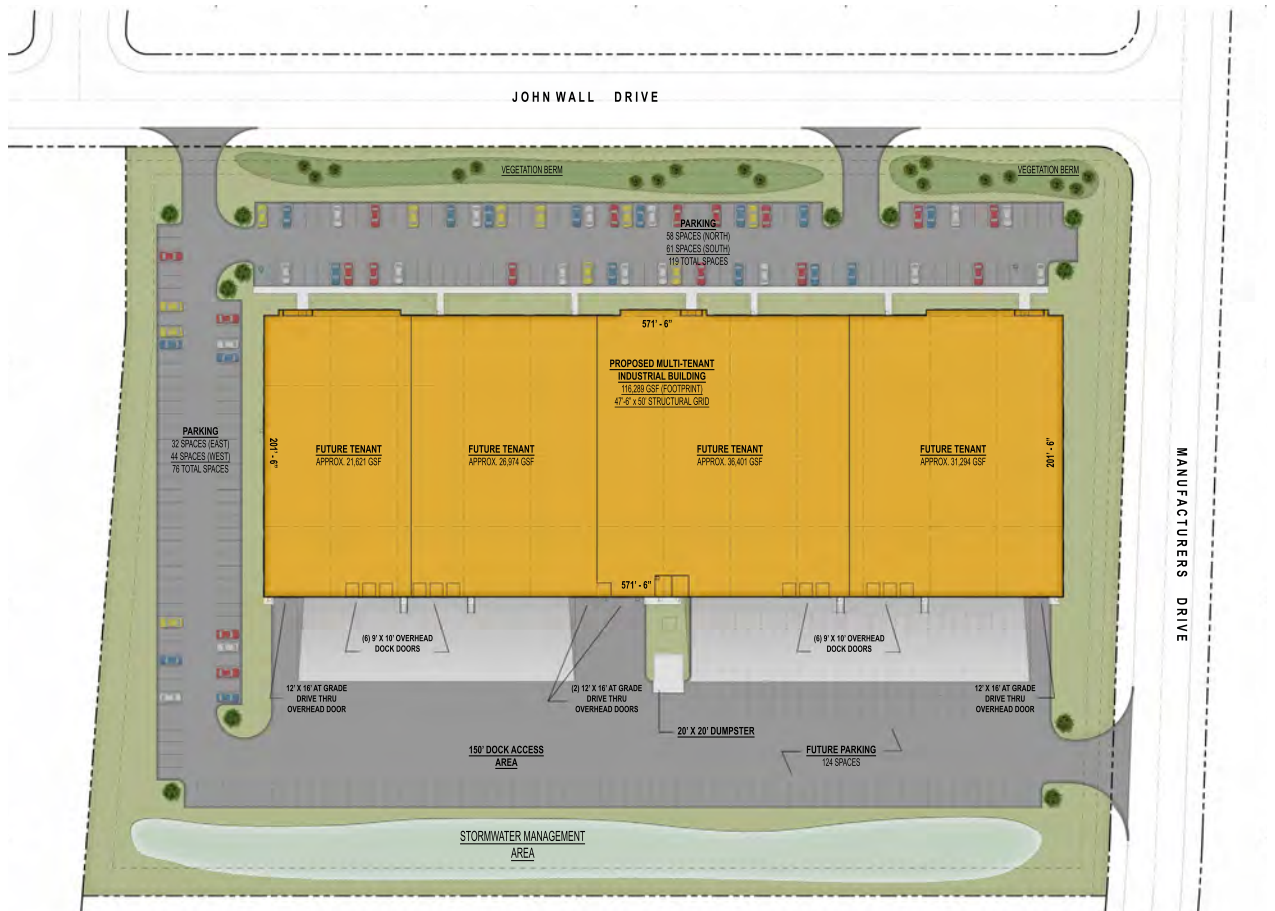 JOHN WALL DRIVE
VEGETATION BERM
VEGETATION BERM
PARKING
58 SPACES (NORTH)
61 SPACES (SOUTH)
119 TOTAL SPACES
571' - 6"
PROPOSED MULTI-TENANT
INDUSTRIAL BUILDING
116,289 GSF (FOOTPRINT)
47'-6" x 50' STRUCTURAL GRID
PARKING
32 SPACES (EAST)
44 SPACES (WEST)
76 TOTAL SPACES
201' - 6"
FUTURE TENANT
APPROX. 21,621 GSF
FUTURE TENANT
APPROX. 26,974 GSF
FUTURE TENANT
APPROX. 36,401 GSF
FUTURE TENANT
APPROX. 31,294 GSF
201' - 6"
MANUFACTURERS DRIVE
571' - 6"
(6) 9' X 10' OVERHEAD
DOCK DOORS
(6) 9' X 10' OVERHEAD
DOCK DOORS
12' X 16' AT GRADE
DRIVE THRU
OVERHEAD DOOR
(2) 12' X 16' AT GRADE
DRIVE THRU
OVERHEAD DOORS
12' X 16' AT GRADE
DRIVE THRU
OVERHEAD DOOR
20' X 20' DUMPSTER
150' DOCK ACCESS
AREA
FUTURE PARKING
124 SPACES
STORMWATER MANAGEMENT
AREA